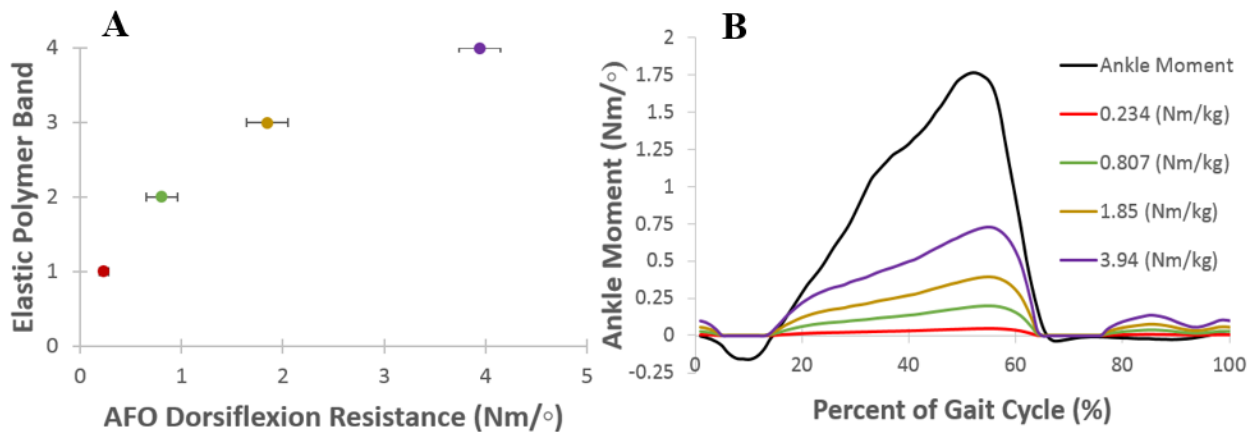 A
Elastic Polymer Band
4
3
2
1
0
0 1 2 3 4 5
AFO Dorsiflexion Resistance (Nm/○)
B
Ankle Moment (Nm/○)
2
1.75
1.5
1.25
1
0.75
0.5
0.25
0
-0.25
0 20 40 60 80 100
Percent of Gait Cycle (%)
Ankle Moment
0.234 (Nm/kg)
0.807 (Nm/kg)
1.85 (Nm/kg)
3.94 (Nm/kg)